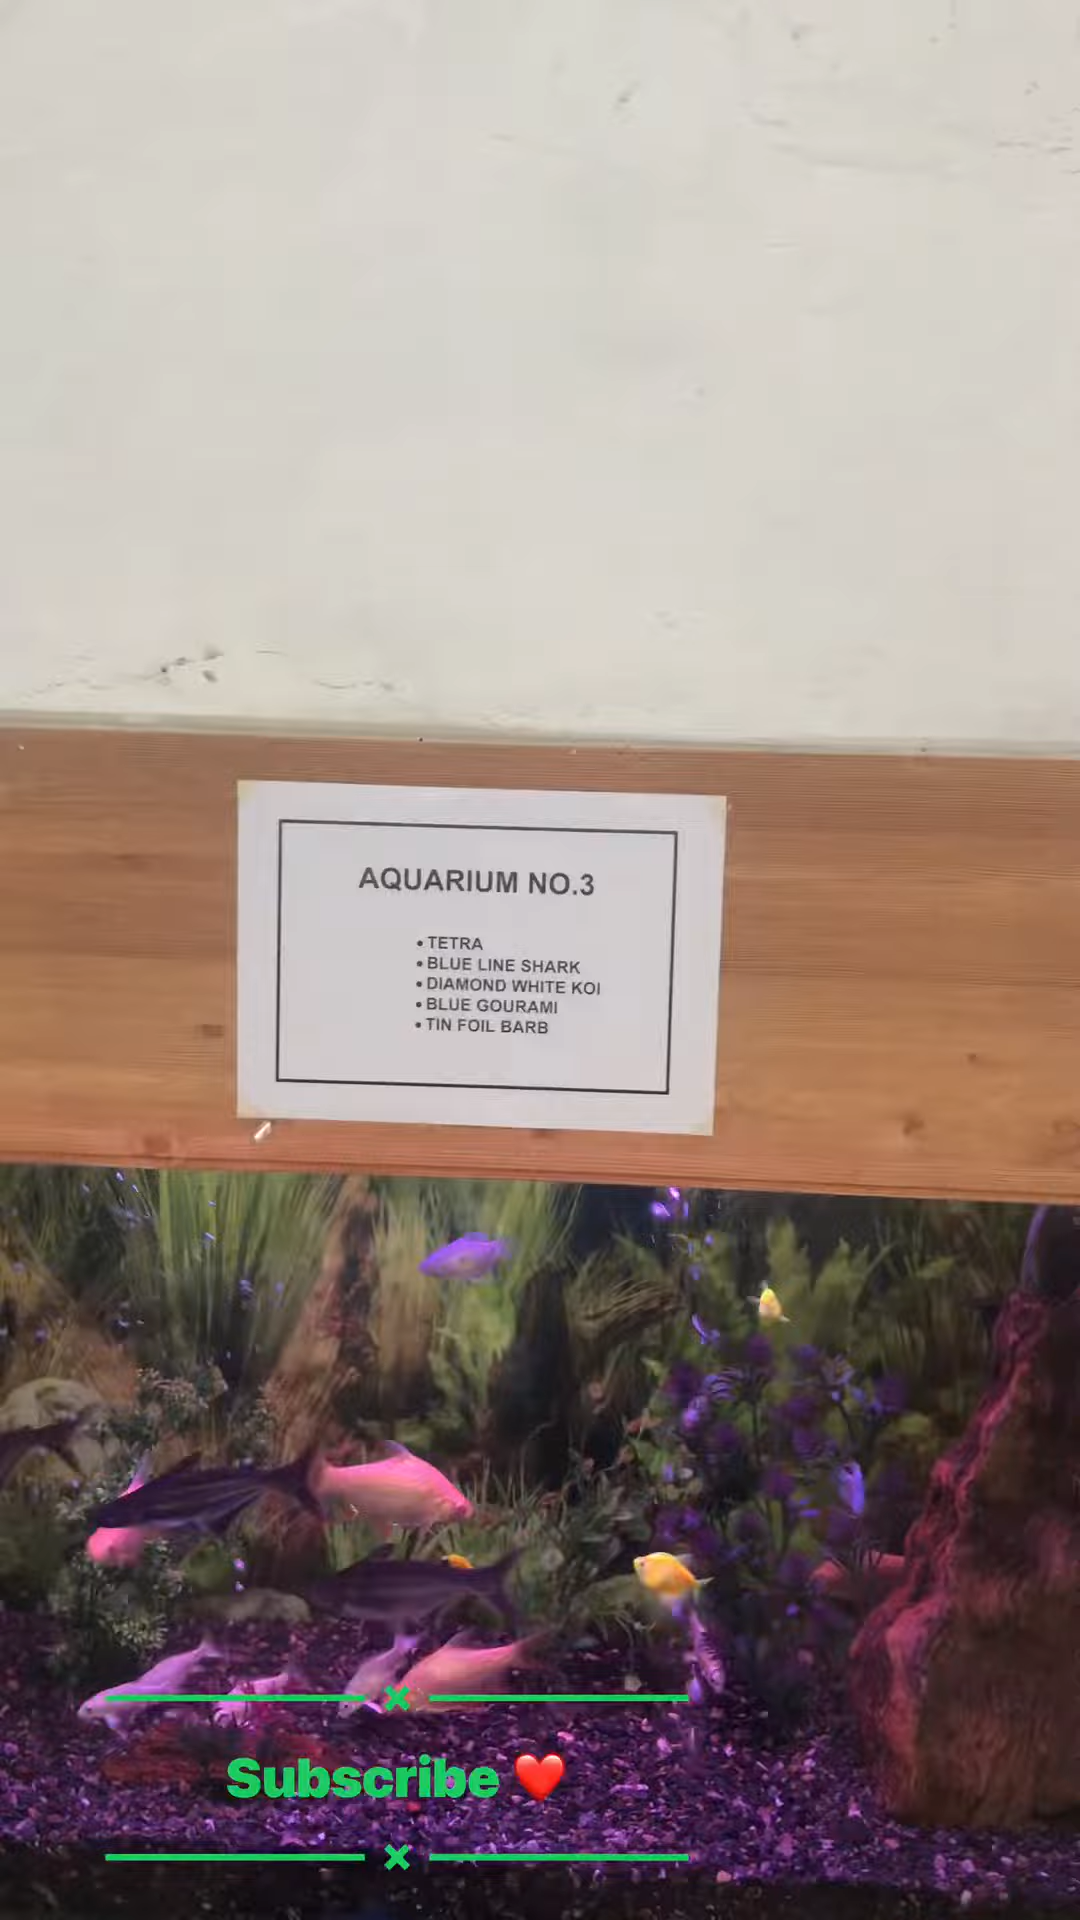 AQUARIUM NO.3
• TETRA
• BLUE LINE SHARK
• DIAMOND WHITE KOI
• BLUE GOURAMI
• TIN FOIL BARB
Subscribe ❤️